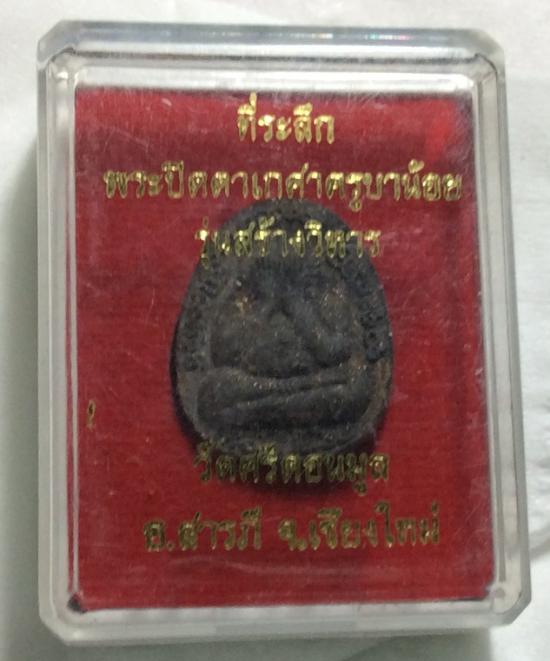 ที่ระลึก
พระปิดตาเกศาครูบาน้อย
รุ่นสร้างวิหาร
วัดศรีดอนมูล
อ.สารภี จ.เชียงใหม่